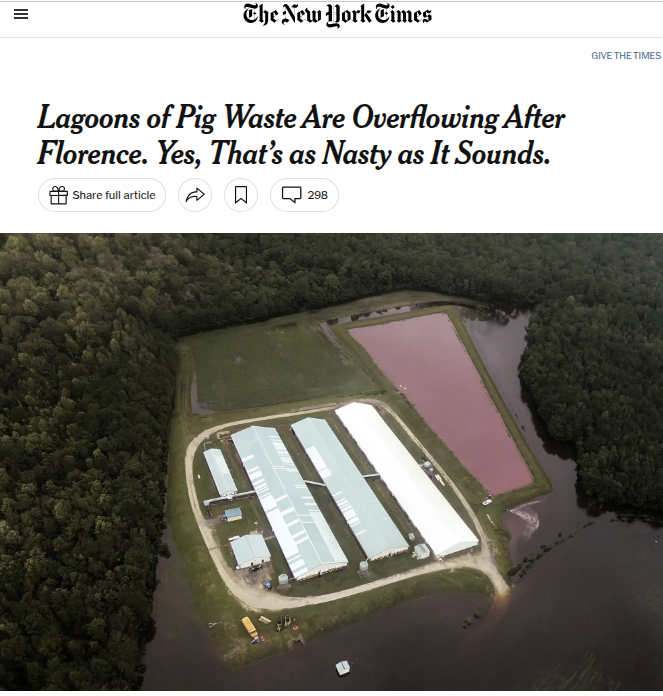 The New York Times
GIVE THE TIMES
Lagoons of Pig Waste Are Overflowing After
Florence. Yes, That’s as Nasty as It Sounds.
Share full article
298